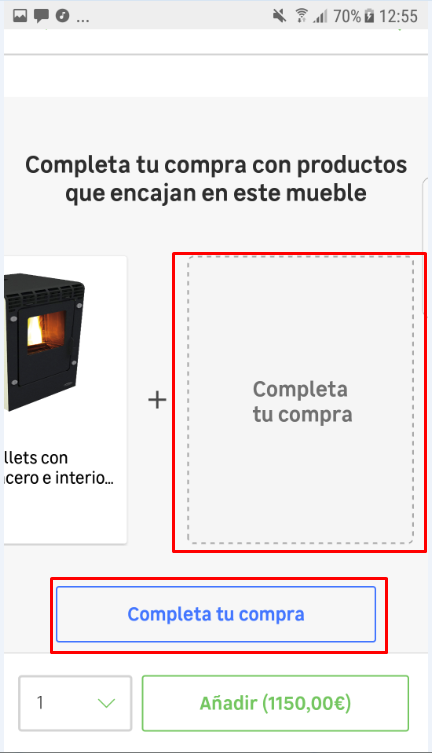 ... 70% 12:55
Completa tu compra con productos
que encajan en este mueble
llets con
acero e interio...
+
Completa
tu compra
Completa tu compra
1
Añadir (1150,00€)